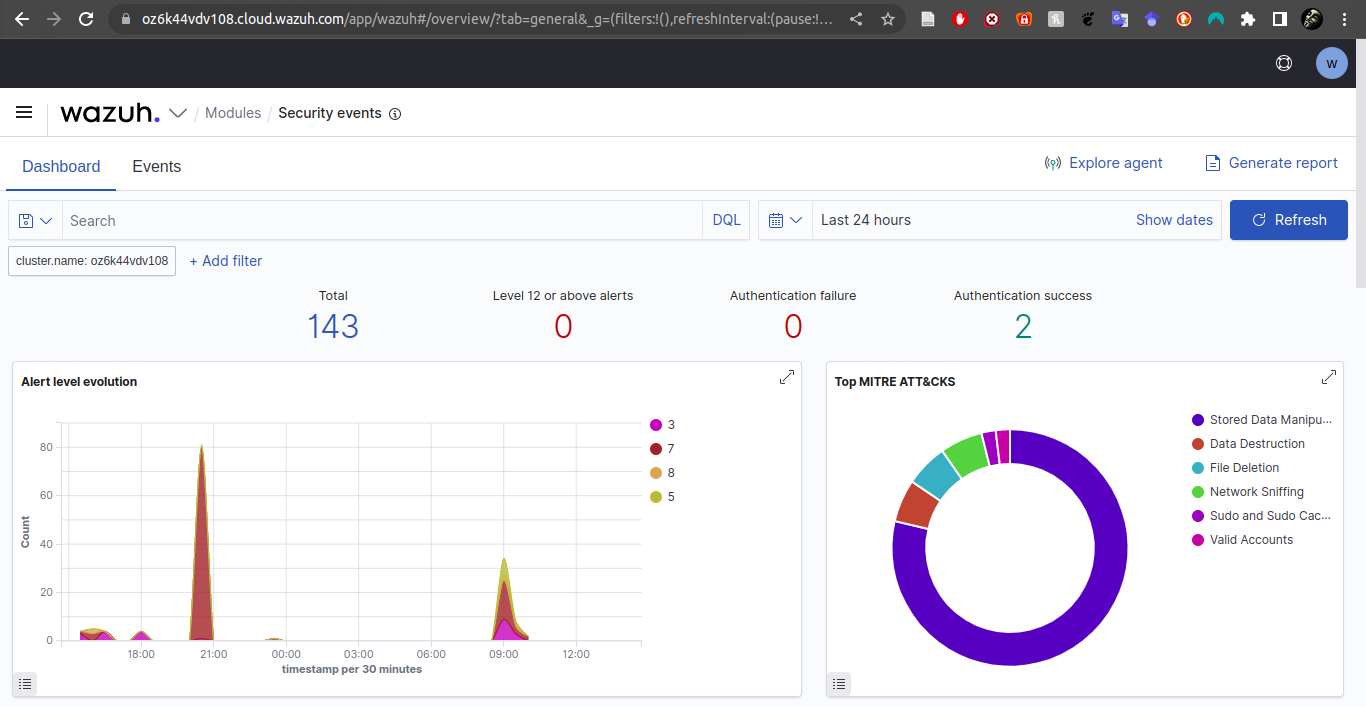 oz6k44vdv108.cloud.wazuh.com/app/wazuh#/overview/?tab=general&_g=(filters:!(),refreshInterval:(pause:!...
W
wazuh. / Modules / Security events
Dashboard Events Explore agent Generate report
Search DQL Last 24 hours Show dates Refresh
cluster.name: oz6k44vdv108 + Add filter
Total Level 12 or above alerts Authentication failure Authentication success
143 0 0 2
Alert level evolution
80
60
40
20
0
Count
18:00 21:00 00:00 03:00 06:00 09:00 12:00
timestamp per 30 minutes
3
7
8
5
Top MITRE ATT&CKS
Stored Data Manipu...
Data Destruction
File Deletion
Network Sniffing
Sudo and Sudo Cac...
Valid Accounts